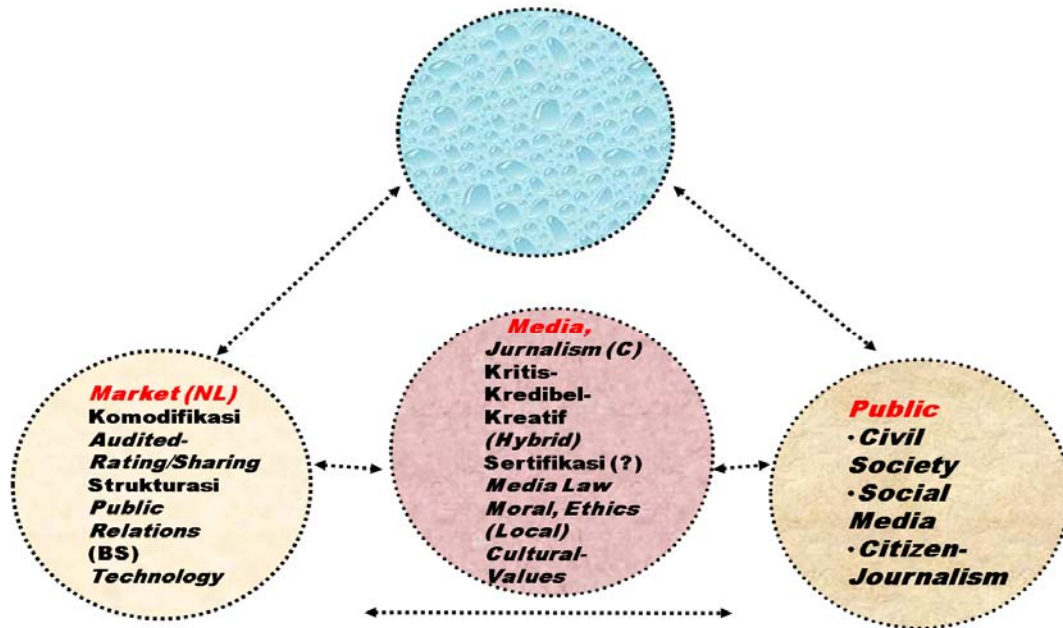 Market (NL)
Komodifikasi
Audited-
Rating/Sharing
Strukturasi
Public
Relations
(BS)
Technology
Media,
Jurnalism (C)
Kritis-
Kredibel-
Kreatif
(Hybrid)
Sertifikasi (?)
Media Law
Moral, Ethics
(Local)
Cultural-
Values
Public
•Civil
Society
•Social
Media
•Citizen-
Journalism